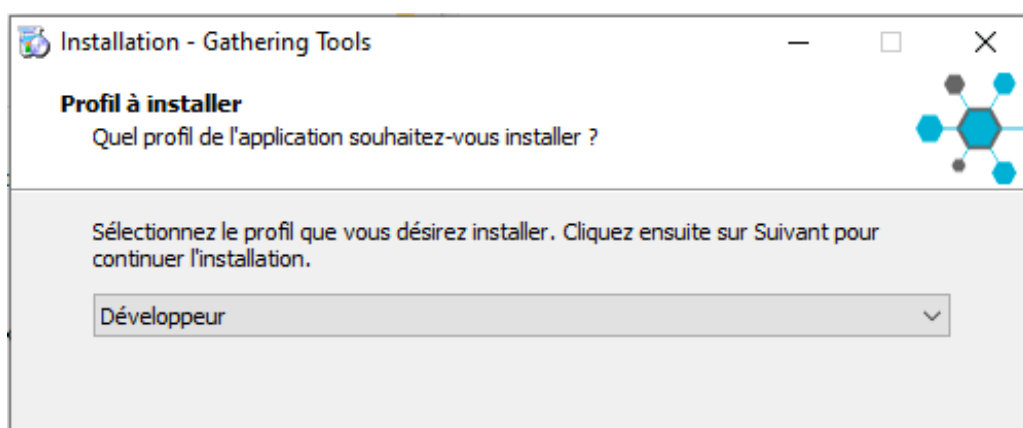 Installation - Gathering Tools
Profil à installer
Quel profil de l'application souhaitez-vous installer ?
Sélectionnez le profil que vous désirez installer. Cliquez ensuite sur Suivant pour
continuer l'installation.
Développeur